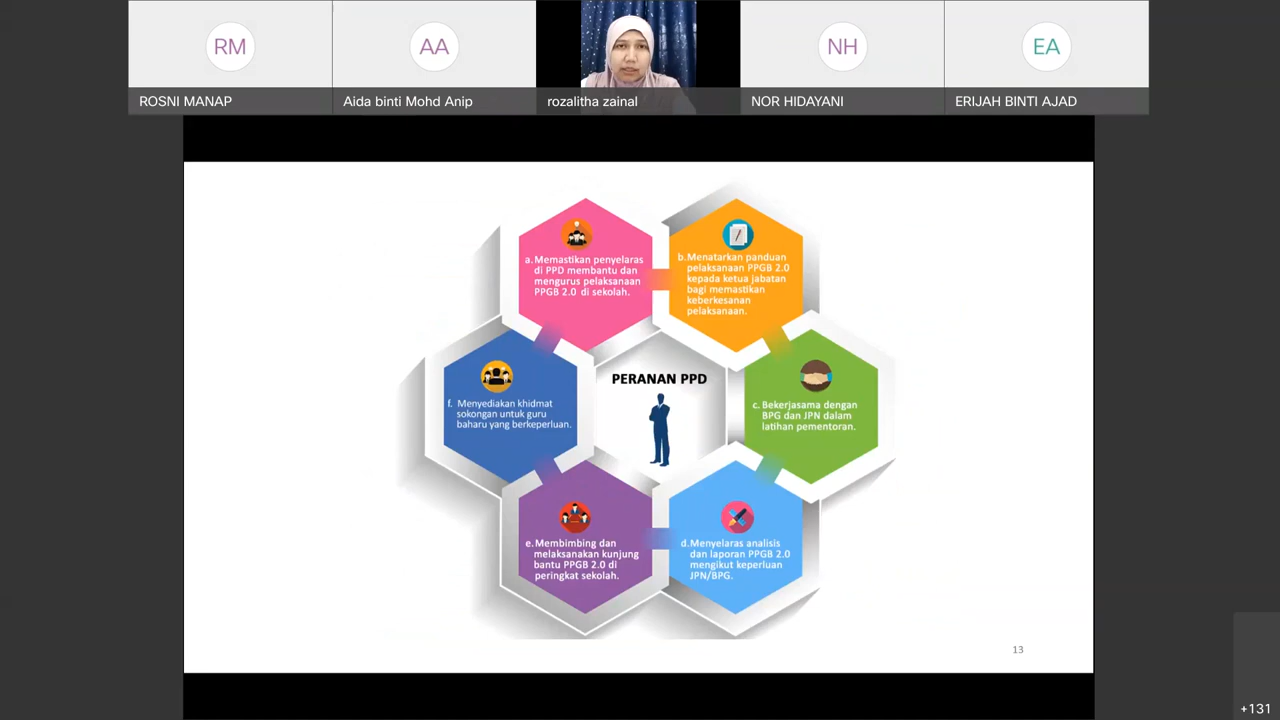 RM
AA
NH
EA
ROSNI MANAP
Aida binti Mohd Anip
rozalitha zainal
NOR HIDAYANI
ERIJAH BINTI AJAD
a. Memastikan penyelaras
di PPD membantu dan
mengurus pelaksanaan
PPGB 2.0 di sekolah.
b. Menatarkan panduan
pelaksanaan PPGB 2.0
kepada ketua jabatan
bagi memastikan
keberkesanan
pelaksanaan.
PERANAN PPD
f. Menyediakan khidmat
sokongan untuk guru
baharu yang berkeperluan.
c. Bekerjasama dengan
BPG dan JPN dalam
latihan pementoran.
e. Membimbing dan
melaksanakan kunjung
bantu PPGB 2.0 di
peringkat sekolah.
d. Menyelaras analisis
dan laporan PPGB 2.0
mengikut keperluan
JPN/BPG.
13
+131